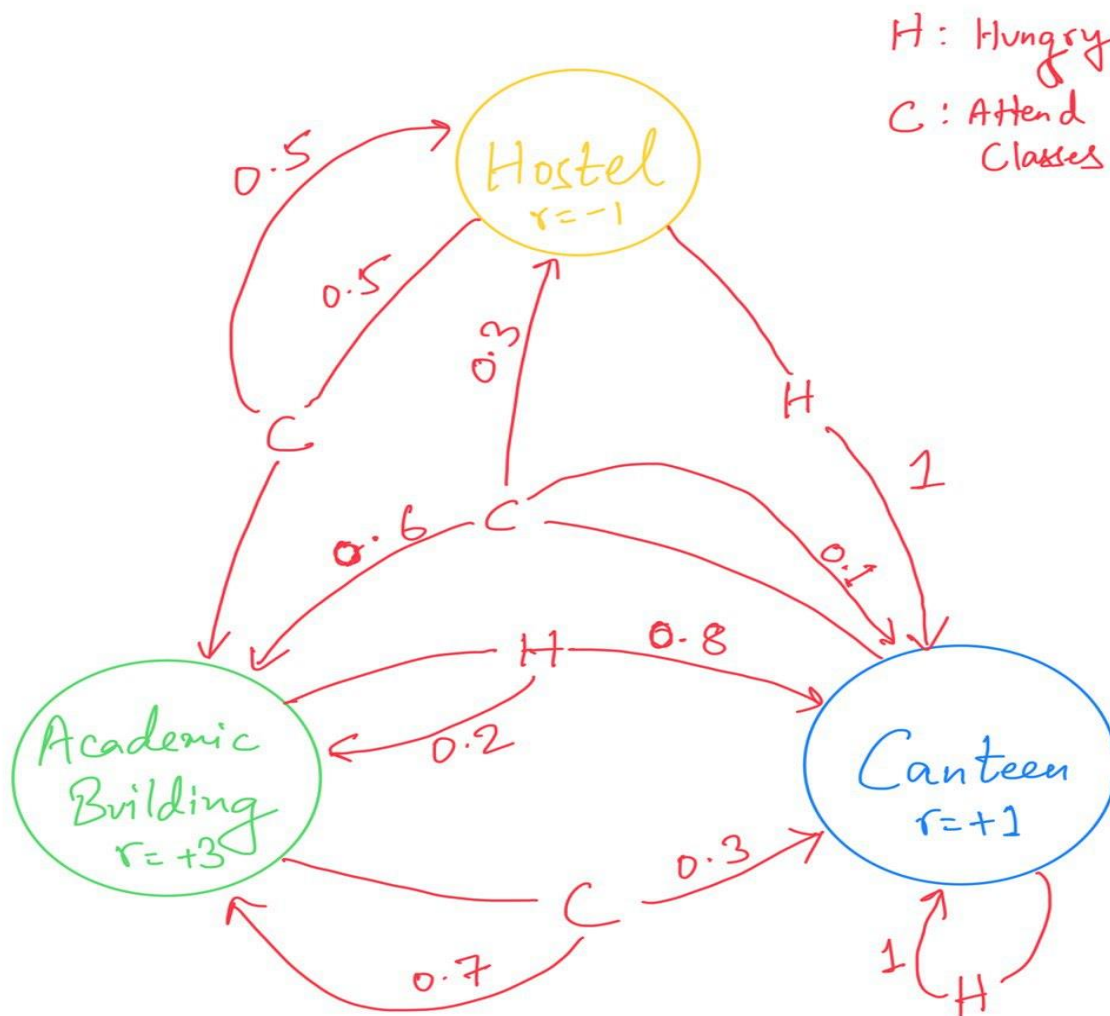 H : Hungry
C : Attend
Classes
Hostel
r=-1
0.5
0.5
0.3
C
H
1
0.6
C
0.1
H
0.8
0.2
Academic
Building
r=+3
Canteen
r=+1
C
0.3
0.7
1
H